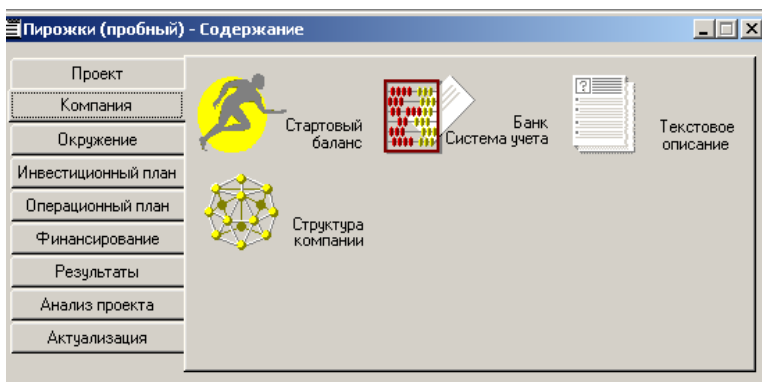 Пирожки (пробный) - Содержание
Проект
Компания
Окружение
Инвестиционный план
Операционный план
Финансирование
Результаты
Анализ проекта
Актуализация
Стартовый
баланс
Банк
Система учета
?
Текстовое
описание
Структура
компании